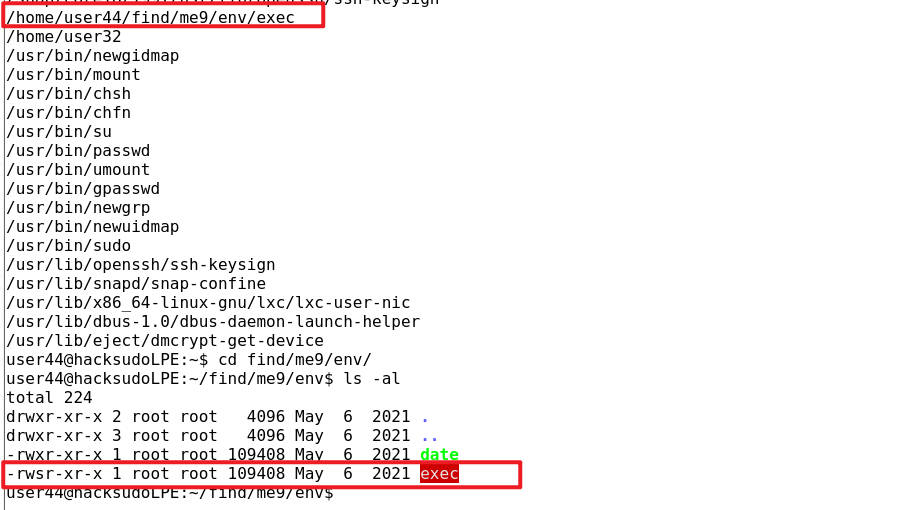 /home/user44/find/me9/env/exec
/home/user32
/usr/bin/newgidmap
/usr/bin/mount
/usr/bin/chsh
/usr/bin/chfn
/usr/bin/su
/usr/bin/passwd
/usr/bin/umount
/usr/bin/gpasswd
/usr/bin/newgrp
/usr/bin/newuidmap
/usr/bin/sudo
/usr/lib/openssh/ssh-keysign
/usr/lib/snapd/snap-confine
/usr/lib/x86_64-linux-gnu/lxc/lxc-user-nic
/usr/lib/dbus-1.0/dbus-daemon-launch-helper
/usr/lib/eject/dmcrypt-get-device
user44@hacksudoLPE:~$ cd find/me9/env/
user44@hacksudoLPE:~/find/me9/env$ ls -al
total 224
drwxr-xr-x 2 root root   4096 May  6  2021 .
drwxr-xr-x 3 root root   4096 May  6  2021 ..
-rwxr-xr-x 1 root root 109408 May  6  2021 date
-rwsr-xr-x 1 root root 109408 May  6  2021 exec
user44@hacksudoLPE:~/find/me9/env$